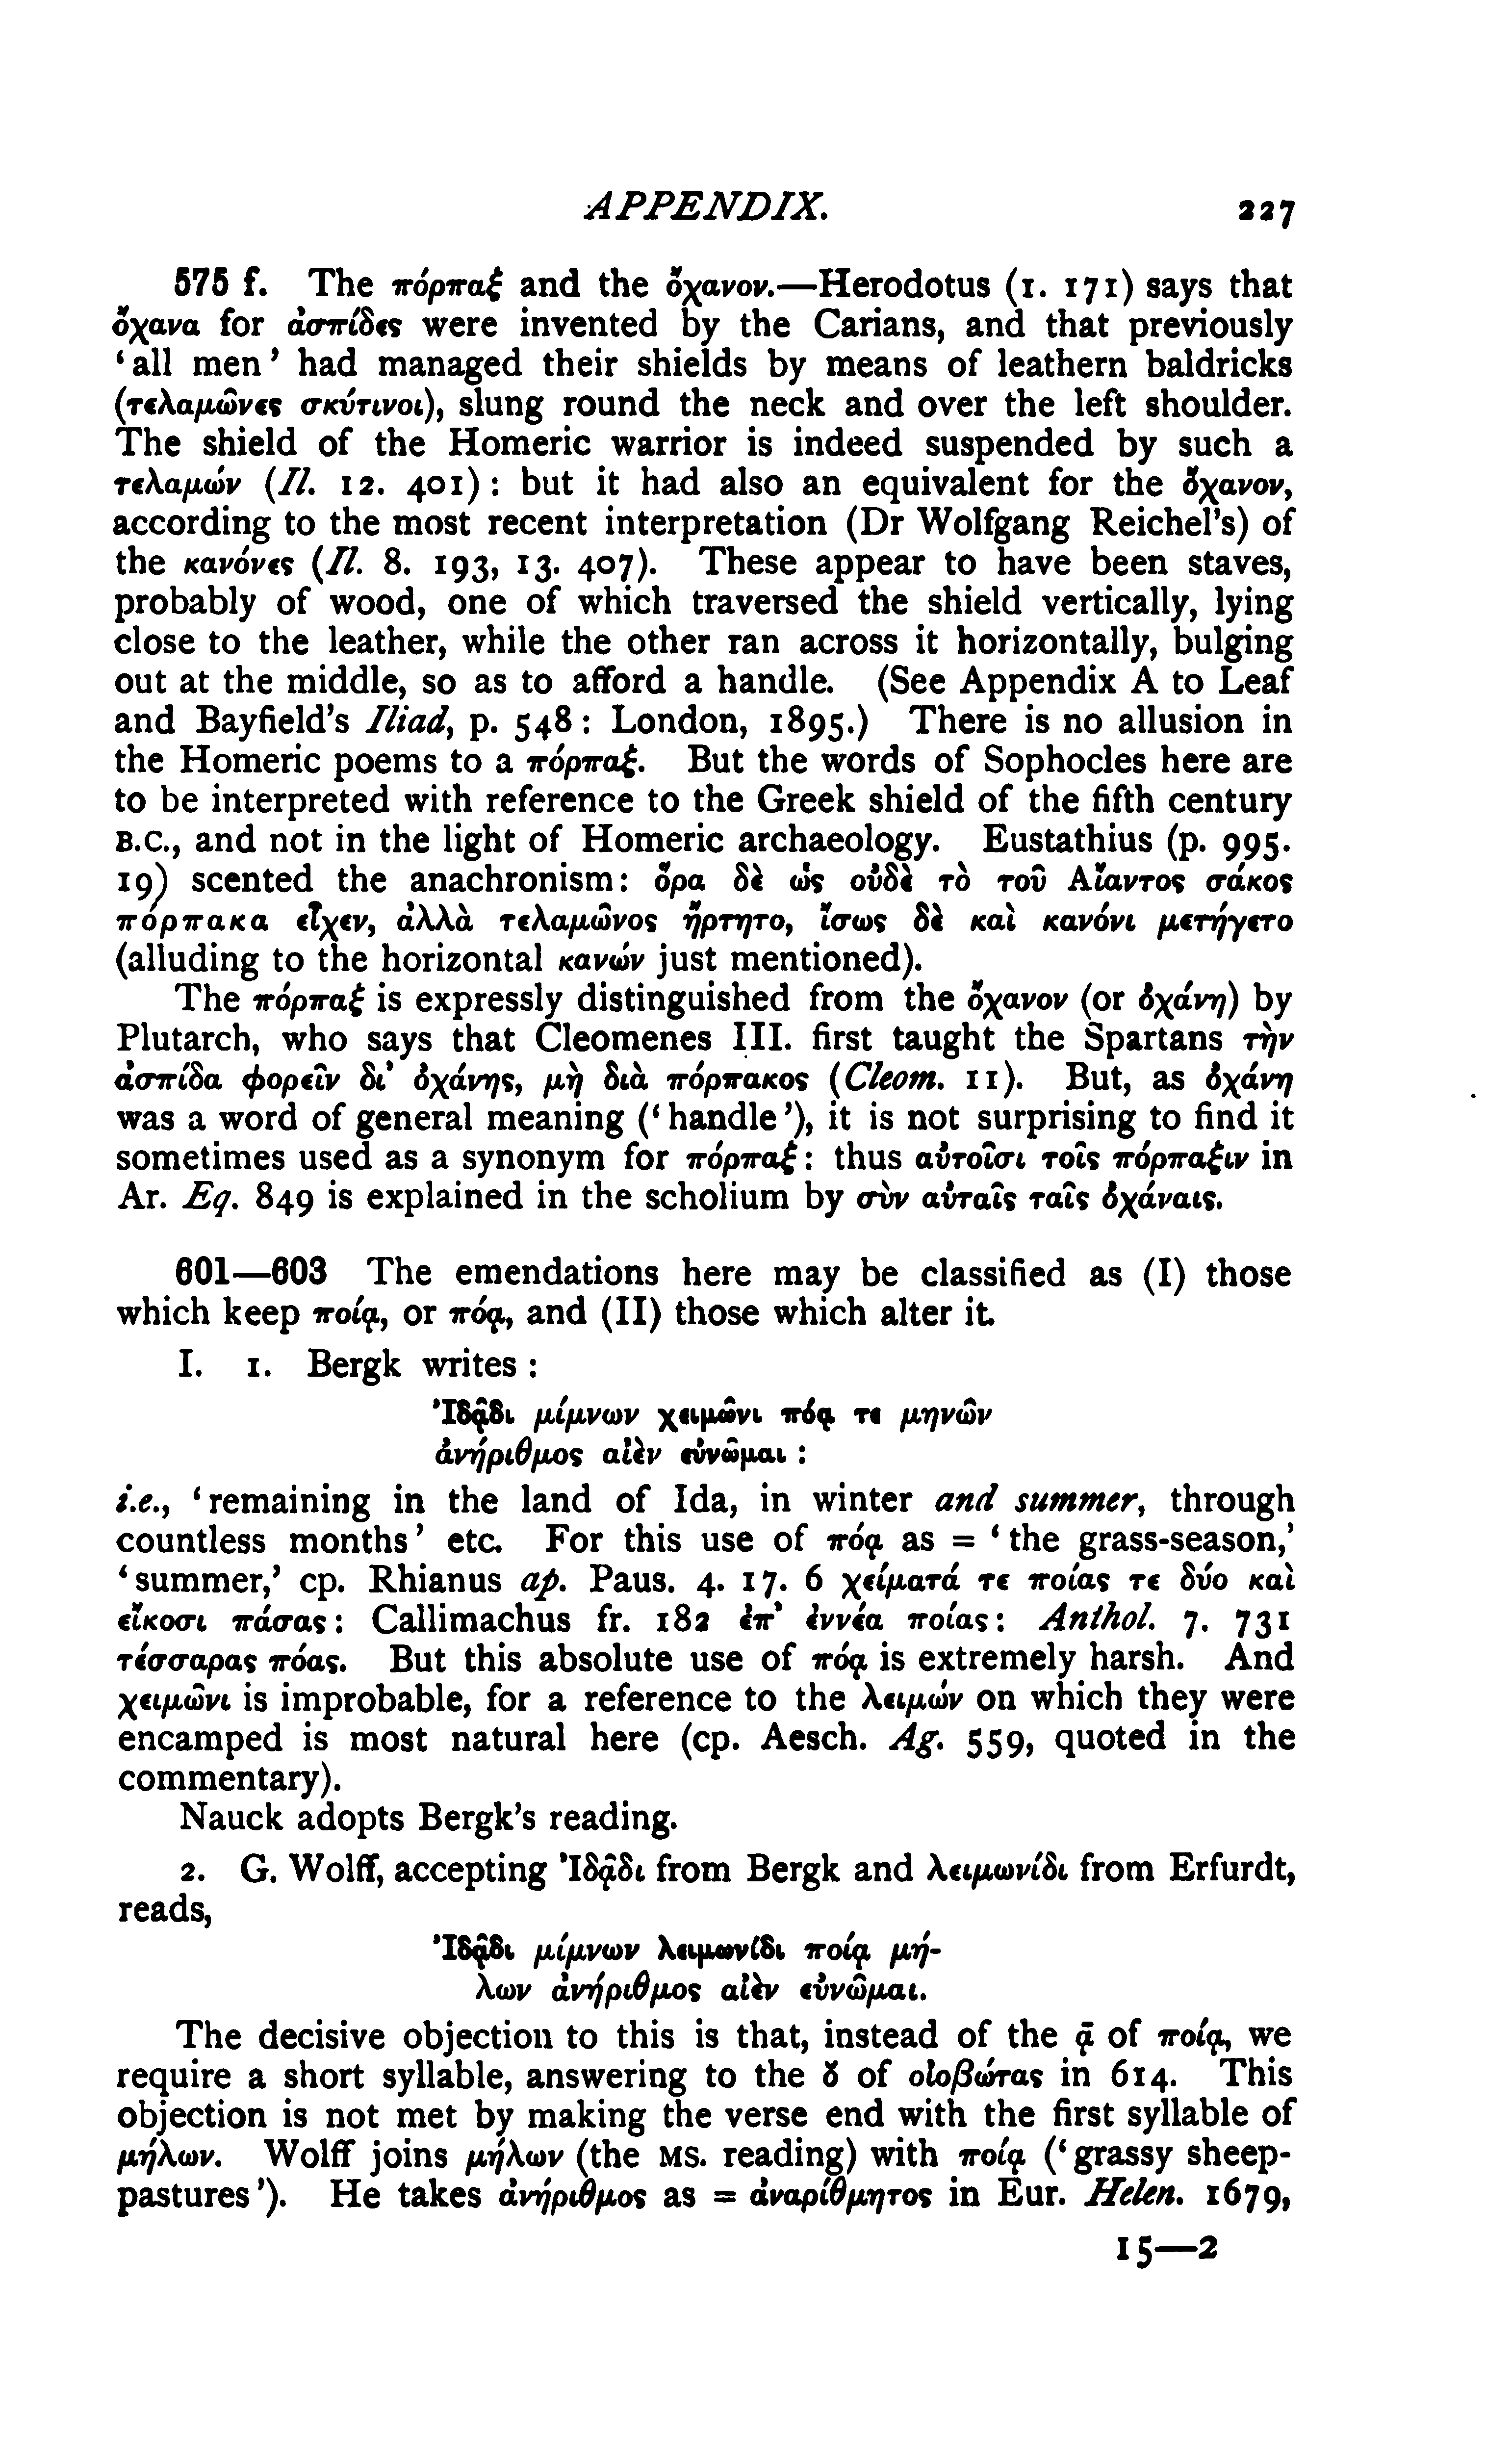 APPENDIX. 227
575 f. The πόρπαξ and the ὄχανον.—Herodotus (1. 171) says that
ὄχανα for ἀσπίδες were invented by the Carians, and that previously
‘all men’ had managed their shields by means of leathern baldricks
(τελαμῶνες σκύτινοι), slung round the neck and over the left shoulder.
The shield of the Homeric warrior is indeed suspended by such a
τελαμών (Il. 12. 401): but it had also an equivalent for the ὄχανον,
according to the most recent interpretation (Dr Wolfgang Reichel’s) of
the κανόνες (Il. 8. 193, 13. 407). These appear to have been staves,
probably of wood, one of which traversed the shield vertically, lying
close to the leather, while the other ran across it horizontally, bulging
out at the middle, so as to afford a handle. (See Appendix A to Leaf
and Bayfield’s Iliad, p. 548: London, 1895.) There is no allusion in
the Homeric poems to a πόρπαξ. But the words of Sophocles here are
to be interpreted with reference to the Greek shield of the fifth century
B.C., and not in the light of Homeric archaeology. Eustathius (p. 995.
19) scented the anachronism: ὅρα δὲ ὡς οὐδὲ τὸ τοῦ Αἴαντος σάκος
πόρπακα εἶχεν, ἀλλὰ τελαμῶνος ἤρτητο, ἴσως δὲ καὶ κανόνι μετήγετο
(alluding to the horizontal κανών just mentioned).
The πόρπαξ is expressly distinguished from the ὄχανον (or ὀχάνη) by
Plutarch, who says that Cleomenes III. first taught the Spartans τὴν
ἀσπίδα φορεῖν δι’ ὀχάνης, μὴ διὰ πόρπακος (Cleom. 11). But, as ὀχάνη
was a word of general meaning (‘handle’), it is not surprising to find it
sometimes used as a synonym for πόρπαξ: thus αὐτοῖσι τοῖς πόρπαξιν in
Ar. Eq. 849 is explained in the scholium by σὺν αὐταῖς ταῖς ὀχάναις.
601—603 The emendations here may be classified as (I) those
which keep ποίᾳ, or πόᾳ, and (II) those which alter it.
I. 1. Bergk writes:
Ἰδᾷδι μίμνων χειμῶνι πόᾳ τε μηνῶν
ἀνήριθμος αἰὲν εὐνῶμαι:
i.e., ‘remaining in the land of Ida, in winter and summer, through
countless months’ etc. For this use of πόᾳ as = ‘the grass-season,’
‘summer,’ cp. Rhianus ap. Paus. 4. 17. 6 χείματά τε ποίας τε δύο καὶ
εἴκοσι πάσας: Callimachus fr. 182 ἐπ’ ἐννέα ποίας: Anthol. 7. 731
τέσσαρας πόας. But this absolute use of πόᾳ is extremely harsh. And
χειμῶνι is improbable, for a reference to the λειμών on which they were
encamped is most natural here (cp. Aesch. Ag. 559, quoted in the
commentary).
Nauck adopts Bergk’s reading.
2. G. Wolff, accepting Ἰδᾷδι from Bergk and λειμωνίδι from Erfurdt,
reads,
Ἰδᾷδι μίμνων λειμωνίδι ποίᾳ μή-
λων ἀνήριθμος αἰὲν εὐνῶμαι.
The decisive objection to this is that, instead of the ᾱͅ of ποίᾳ, we
require a short syllable, answering to the ŏ of οἰοβώτας in 614. This
objection is not met by making the verse end with the first syllable of
μήλων. Wolff joins μήλων (the MS. reading) with ποίᾳ (‘grassy sheep-
pastures’). He takes ἀνήριθμος as = ἀναρίθμητος in Eur. Helen. 1679,
15—2